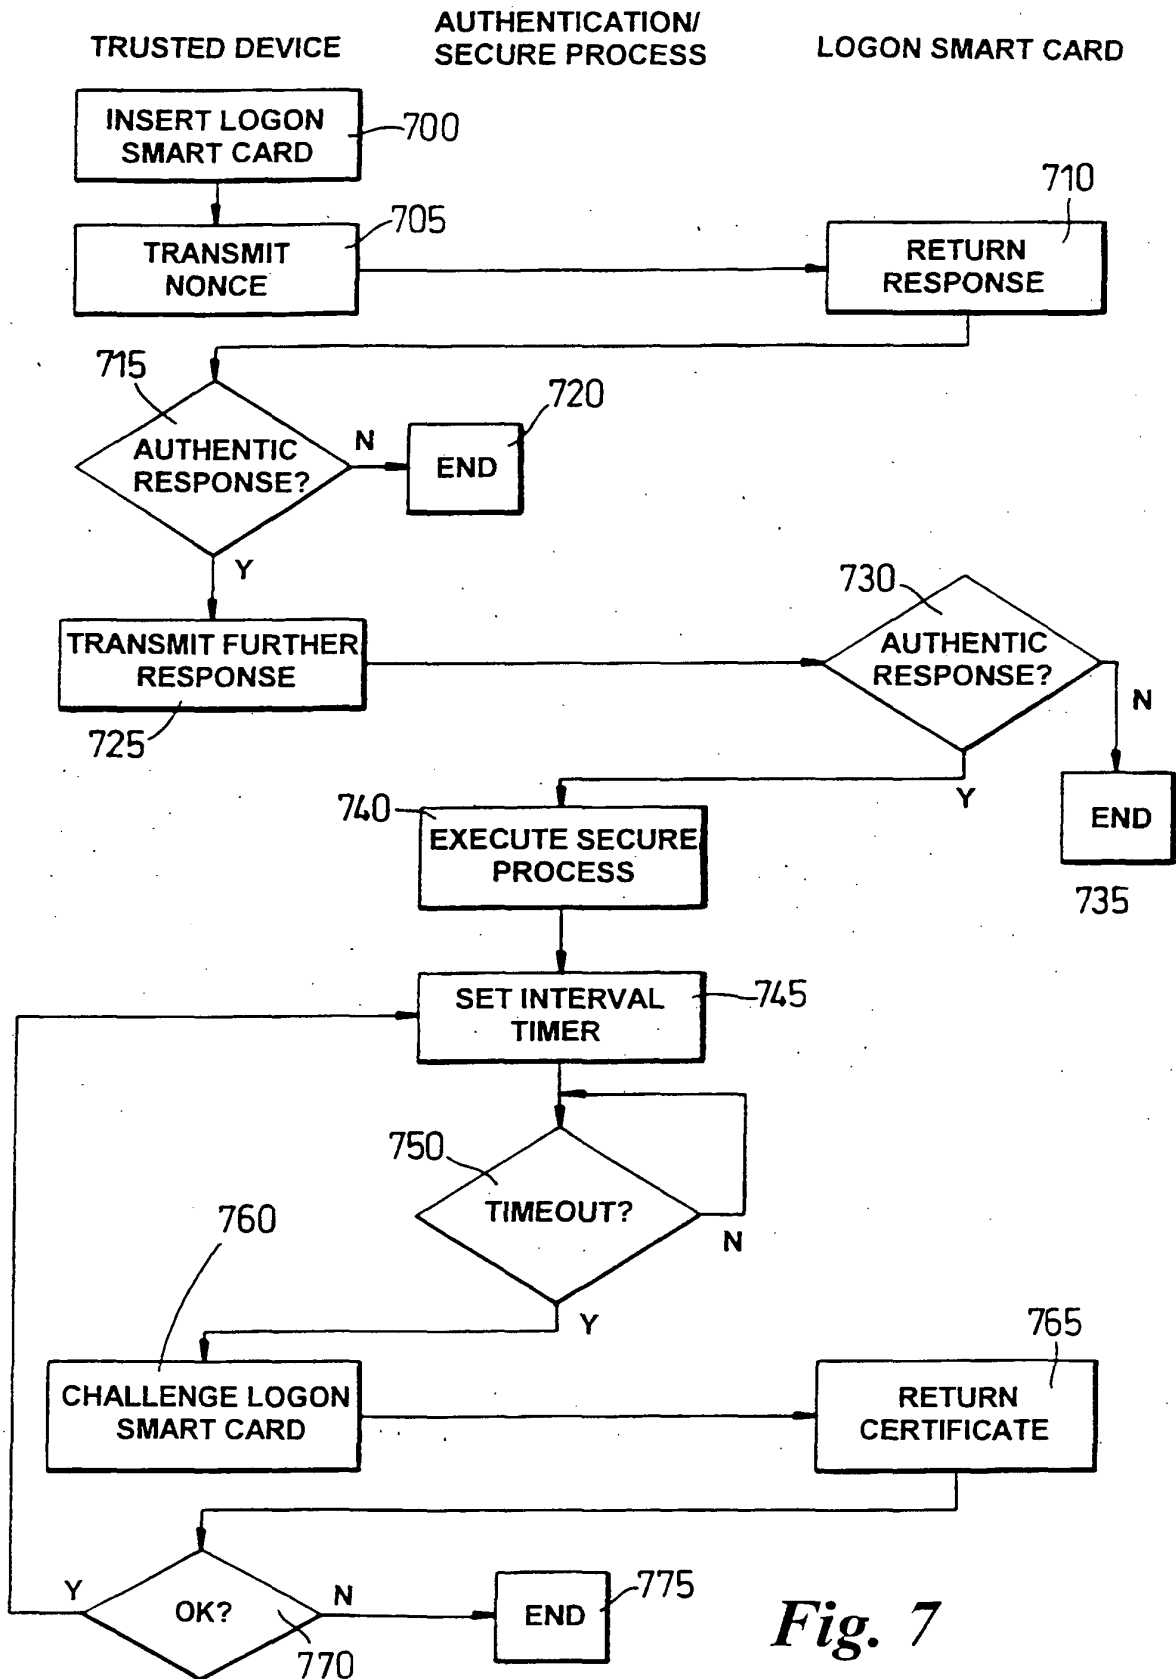 TRUSTED DEVICE
AUTHENTICATION/
SECURE PROCESS
LOGON SMART CARD
INSERT LOGON
SMART CARD
700
705
TRANSMIT
NONCE
710
RETURN
RESPONSE
715
AUTHENTIC
RESPONSE?
N
720
END
Y
TRANSMIT FURTHER
RESPONSE
725
730
AUTHENTIC
RESPONSE?
N
Y
END
735
740
EXECUTE SECURE
PROCESS
SET INTERVAL
TIMER
745
750
TIMEOUT?
N
Y
760
CHALLENGE LOGON
SMART CARD
765
RETURN
CERTIFICATE
Y
OK?
N
770
END
775
Fig. 7